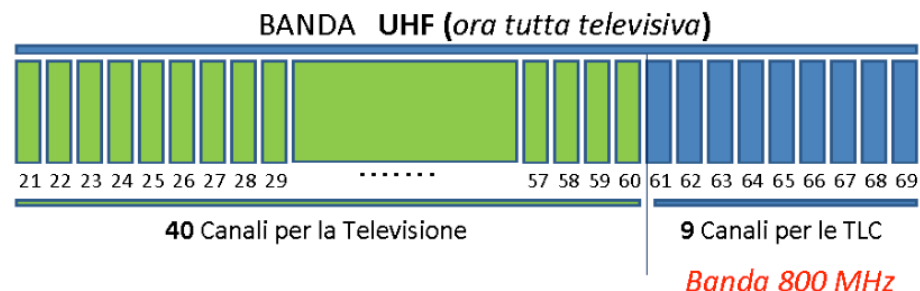 BANDA UHF (ora tutta televisiva)
21 22 23 24 25 26 27 28 29 ....... 57 58 59 60 61 62 63 64 65 66 67 68 69
40 Canali per la Televisione 9 Canali per le TLC
Banda 800 MHz